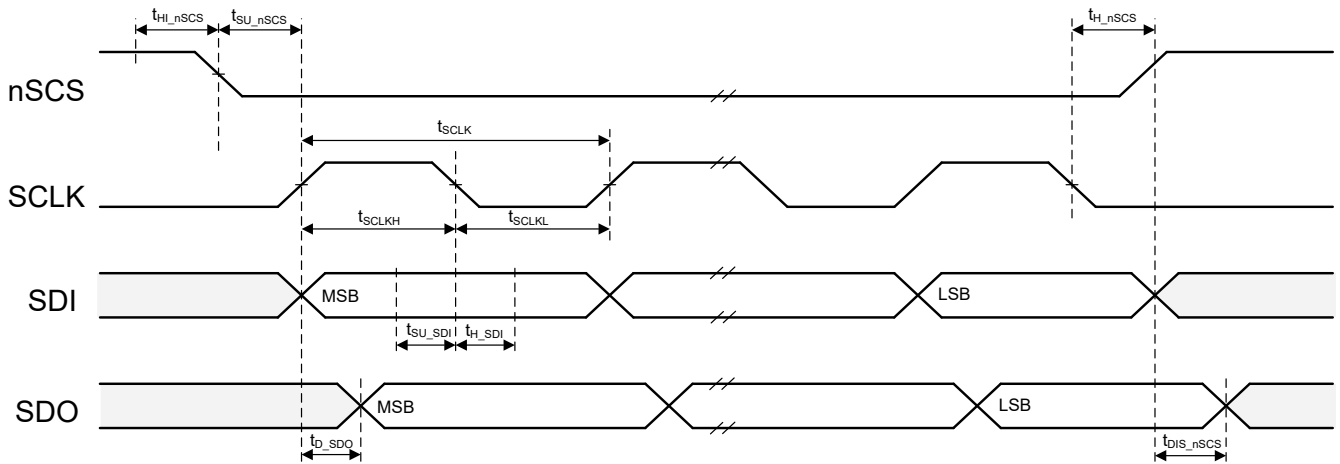 tHI_nSCS tSU_nSCS tH_nSCS
nSCS
tSCLK
SCLK
tSCLKH tSCLKL
SDI MSB LSB
tSU_SDI tH_SDI
SDO MSB LSB
tD_SDO tDIS_nSCS